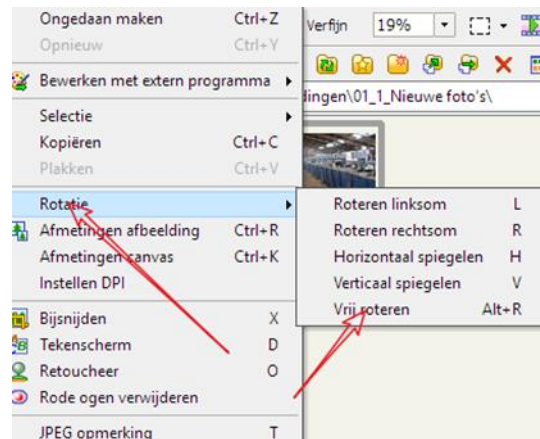 Ongedaan maken Ctrl+Z
Opnieuw Ctrl+Y
Verfijn 19%
Bewerken met extern programma
dingen\01_1_Nieuwe foto's\
Selectie
Kopiëren Ctrl+C
Plakken Ctrl+V
Rotatie
Roteren linksom L
Afmetingen afbeelding Ctrl+R
Roteren rechtsom R
Afmetingen canvas Ctrl+K
Horizontaal spiegelen H
Instellen DPI
Verticaal spiegelen V
Vrij roteren Alt+R
Bijsnijden X
Tekenscherm D
Retoucheer O
Rode ogen verwijderen
JPEG opmerking T